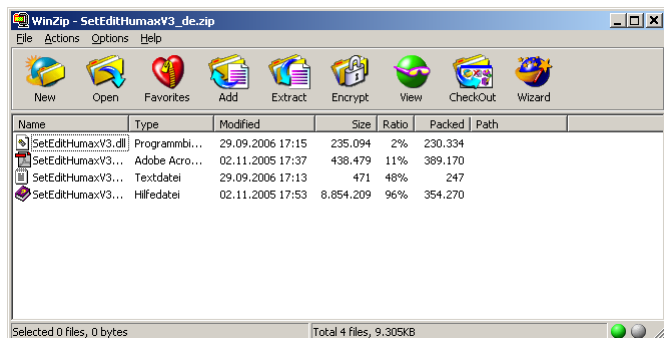 WinZip - SetEditHumaxV3_de.zip
File Actions Options Help
New Open Favorites Add Extract Encrypt View CheckOut Wizard
Name Type Modified Size Ratio Packed Path
SetEditHumaxV3.dll Programmbi... 29.09.2006 17:15 235.094 2% 230.334
SetEditHumaxV3... Adobe Acro... 02.11.2005 17:37 438.479 11% 389.170
SetEditHumaxV3... Textdatei 29.09.2006 17:13 471 48% 247
SetEditHumaxV3... Hilfedatei 02.11.2005 17:53 8.854.209 96% 354.270
Selected 0 files, 0 bytes Total 4 files, 9.305KB